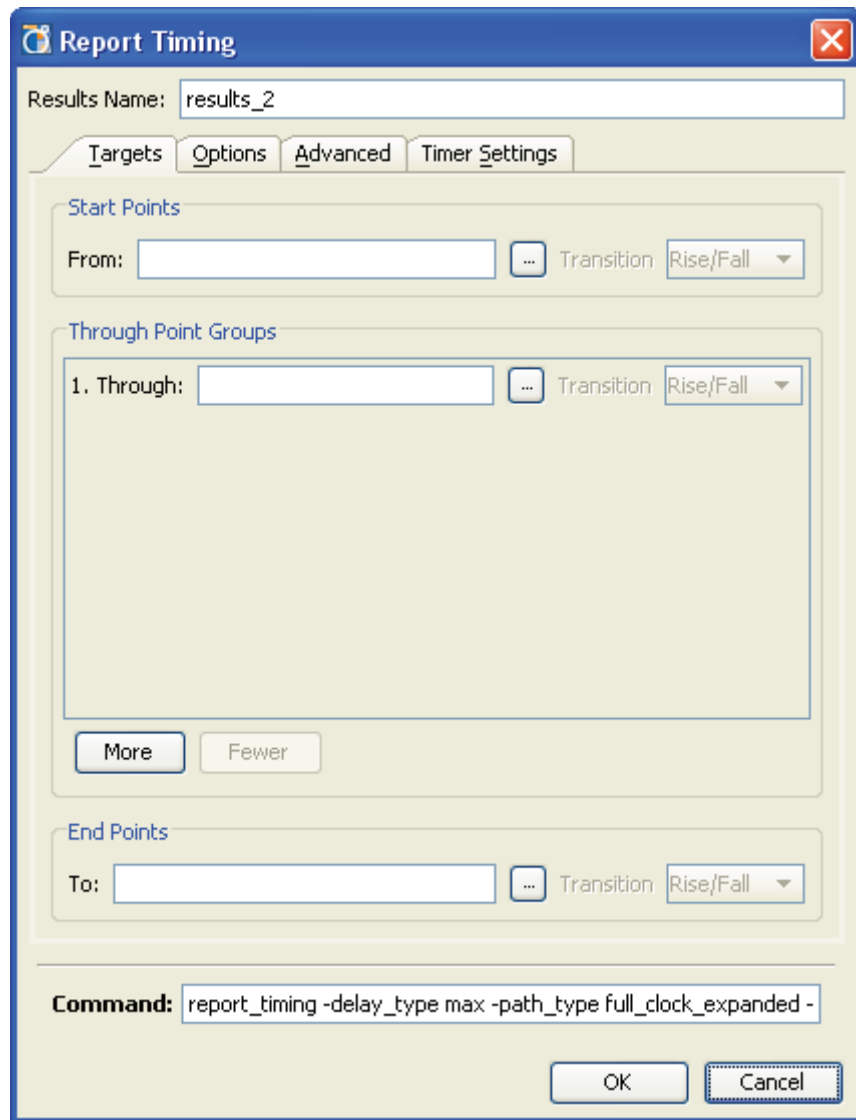 Report Timing
Results Name: results_2
Targets Options Advanced Timer Settings
Start Points
From: ... Transition Rise/Fall
Through Point Groups
1. Through: ... Transition Rise/Fall
More Fewer
End Points
To: ... Transition Rise/Fall
Command: report_timing -delay_type max -path_type full_clock_expanded -
OK Cancel